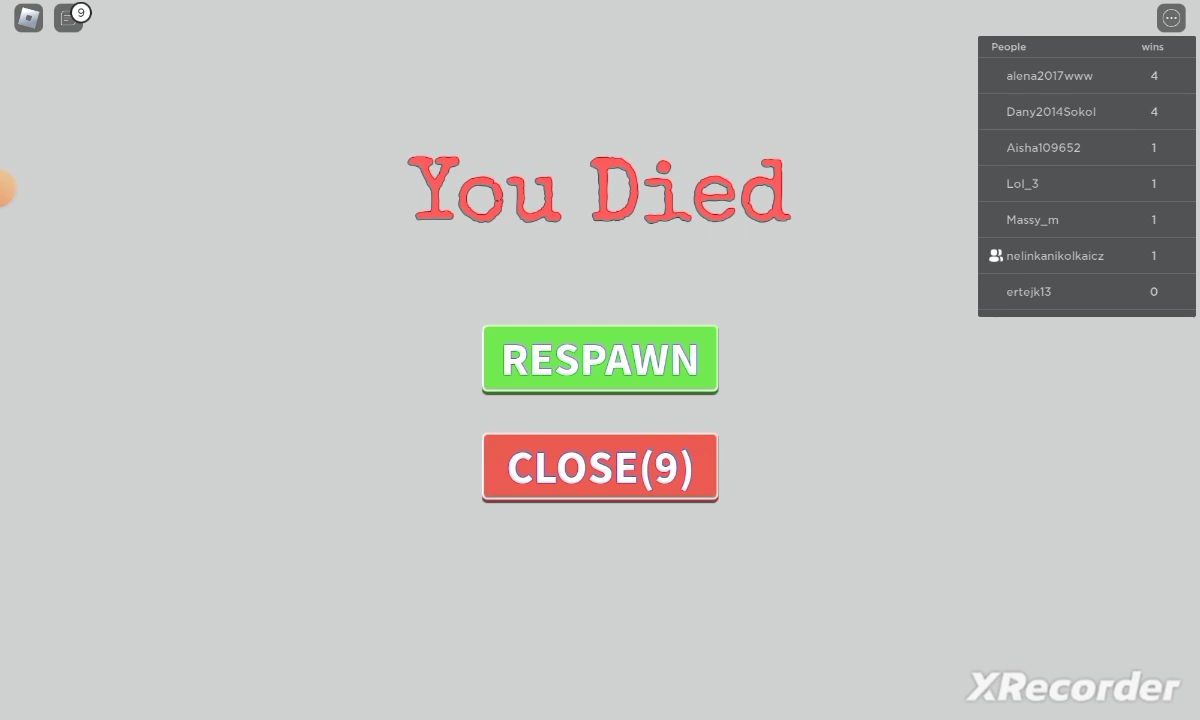 9
People wins
alena2017www 4
Dany2014Sokol 4
Aisha109652 1
Lol_3 1
Massy_m 1
nelinkanikolkaicz 1
ertejk13 0
You Died
RESPAWN
CLOSE(9)
XRecorder